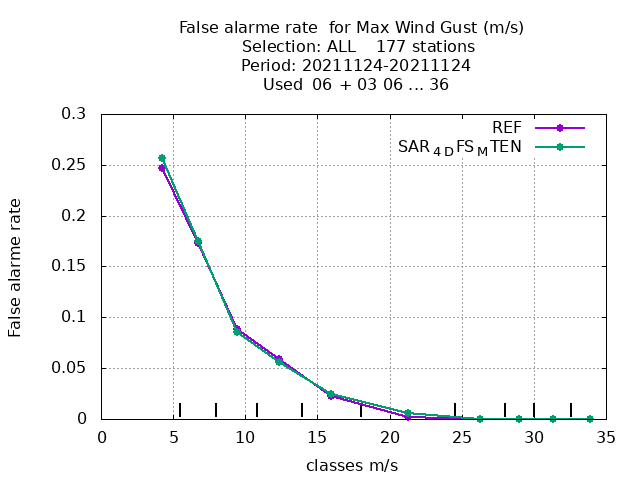 False alarme rate  for Max Wind Gust (m/s)
Selection: ALL    177 stations
Period: 20211124-20211124
Used  06 + 03 06 ... 36
REF
SAR4DFSMTEN
False alarme rate
0.3
0.25
0.2
0.15
0.1
0.05
0
0 5 10 15 20 25 30 35
classes m/s